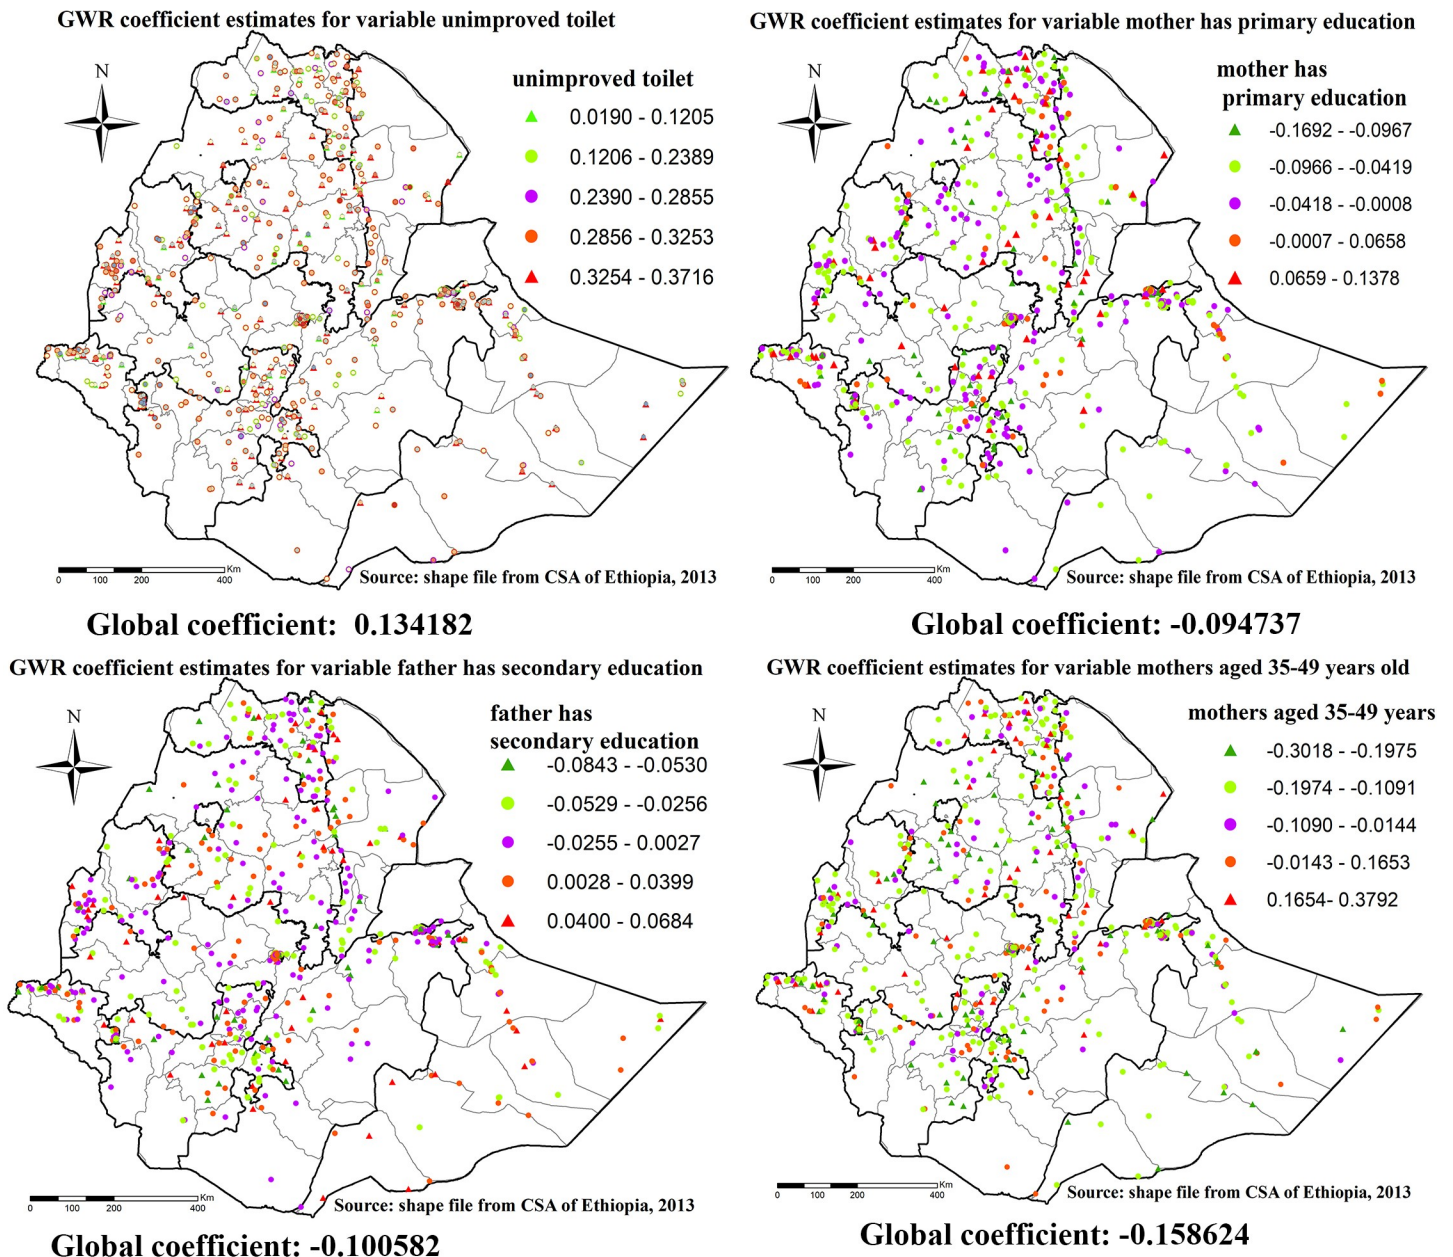 GWR coefficient estimates for variable unimproved toilet
N
unimproved toilet
0.0190 - 0.1205
0.1206 - 0.2389
0.2390 - 0.2855
0.2856 - 0.3253
0.3254 - 0.3716
0 100 200 400 Km
Source: shape file from CSA of Ethiopia, 2013
Global coefficient: 0.134182
GWR coefficient estimates for variable mother has primary education
N
mother has
primary education
-0.1692 - -0.0967
-0.0966 - -0.0419
-0.0418 - -0.0008
-0.0007 - 0.0658
0.0659 - 0.1378
0 100 200 400 Km
Source: shape file from CSA of Ethiopia, 2013
Global coefficient: -0.094737
GWR coefficient estimates for variable father has secondary education
N
father has
secondary education
-0.0843 - -0.0530
-0.0529 - -0.0256
-0.0255 - 0.0027
0.0028 - 0.0399
0.0400 - 0.0684
0 100 200 400 Km
Source: shape file from CSA of Ethiopia, 2013
Global coefficient: -0.100582
GWR coefficient estimates for variable mothers aged 35-49 years old
N
mothers aged 35-49 years
-0.3018 - -0.1975
-0.1974 - -0.1091
-0.1090 - -0.0144
-0.0143 - 0.1653
0.1654- 0.3792
0 100 200 400 Km
Source: shape file from CSA of Ethiopia, 2013
Global coefficient: -0.158624